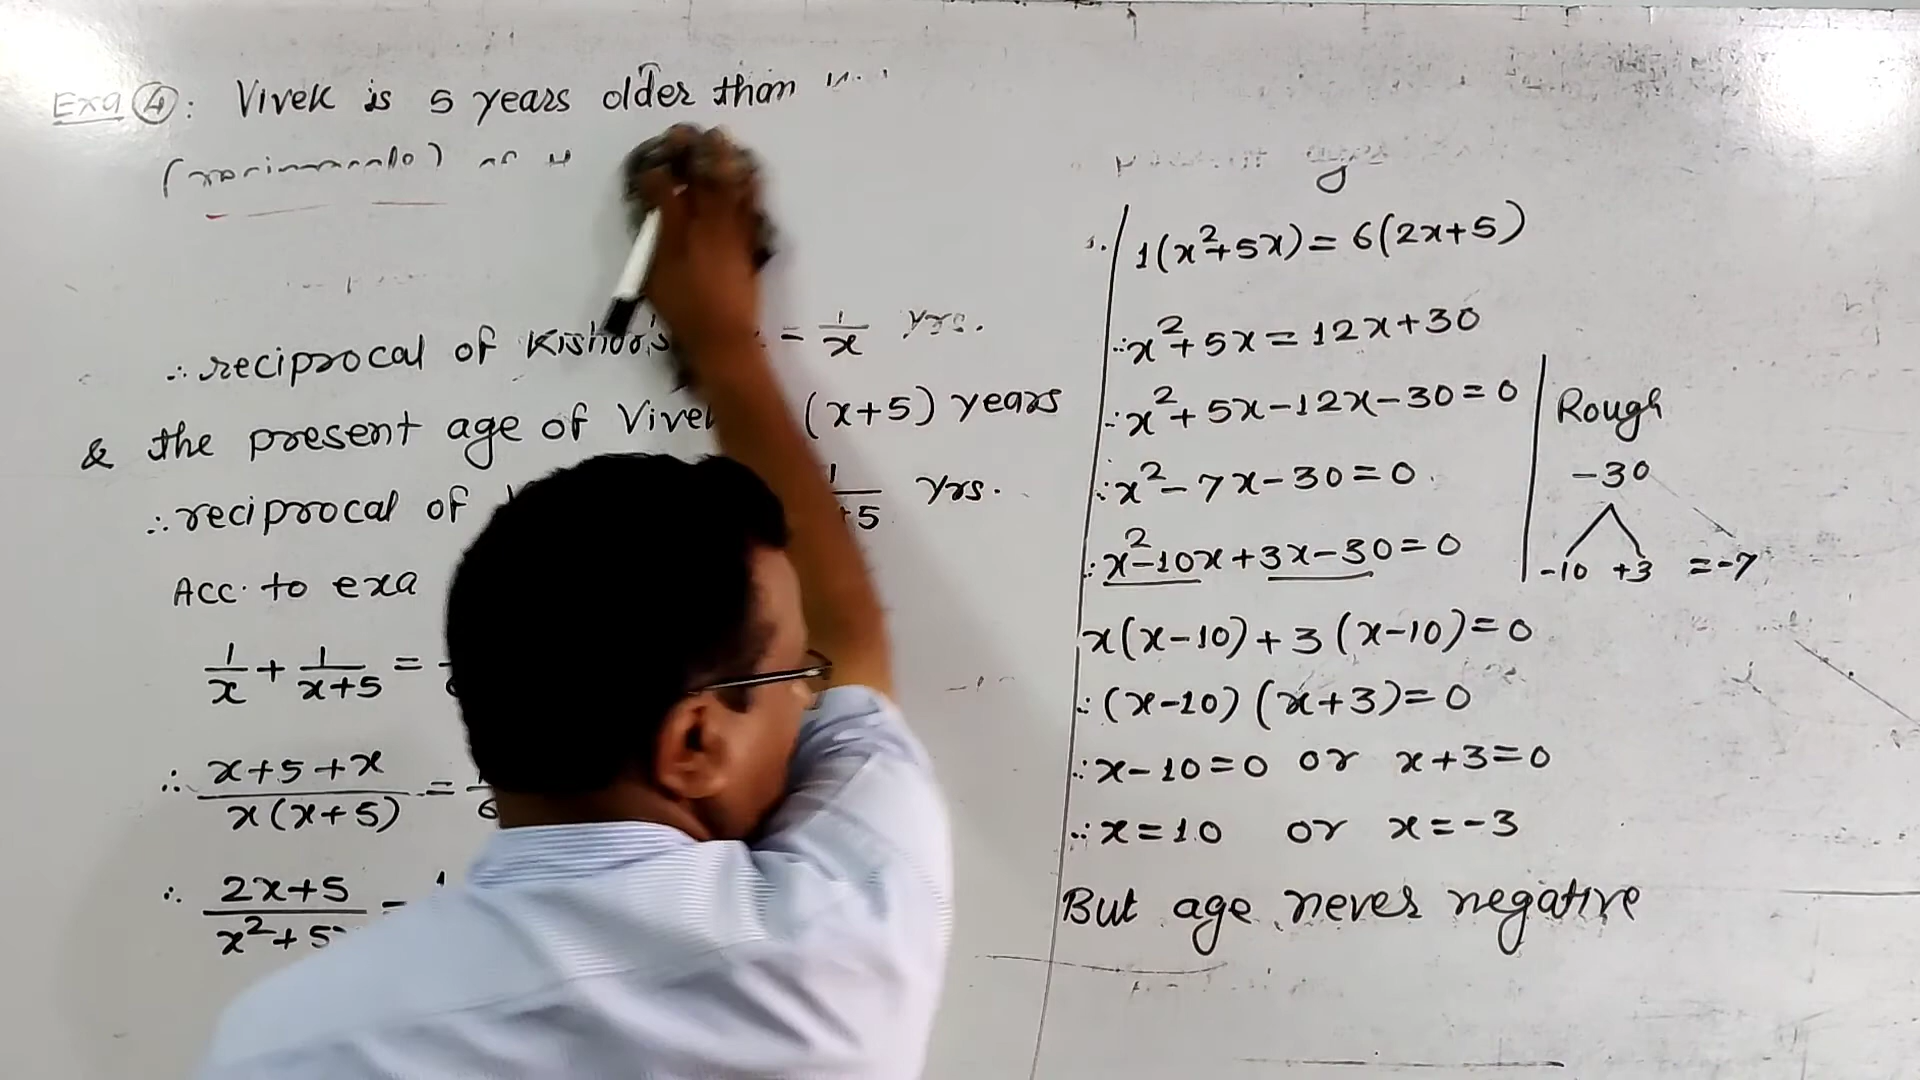 Exa ④: Vivek is 5 years older than
∴ reciprocal of Kishor's = 1/x yrs.
& the present age of Vivek (x+5) years
∴ reciprocal of 1/+5 yrs.
Acc. to exa
1/x + 1/(x+5) =
∴ (x+5+x)/(x(x+5)) = 1/6
∴ (2x+5)/(x²+5x =
1(x²+5x) = 6(2x+5)
∴ x²+5x = 12x+30
∴ x²+5x-12x-30=0
∴ x²-7x-30=0
∴ x²-10x+3x-30=0
x(x-10)+3(x-10)=0
∴ (x-10)(x+3)=0
∴ x-10=0 or x+3=0
∴ x=10 or x=-3
But age never negative
Rough
-30
-10 +3 =-7